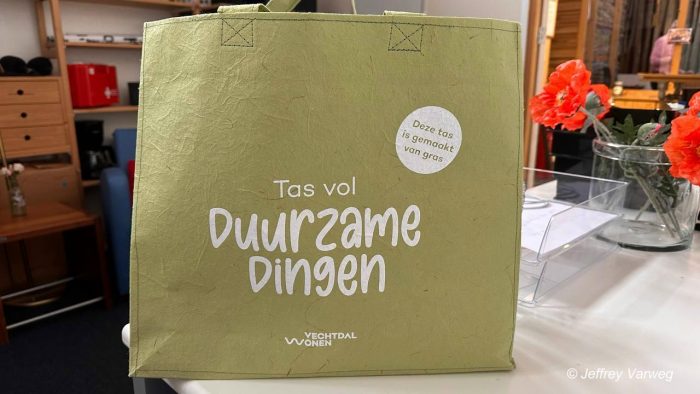 Deze tas
is gemaakt
van gras
Tas vol
Duurzame
Dingen
VECHTDAL
WONEN
© Jeffrey Varweg